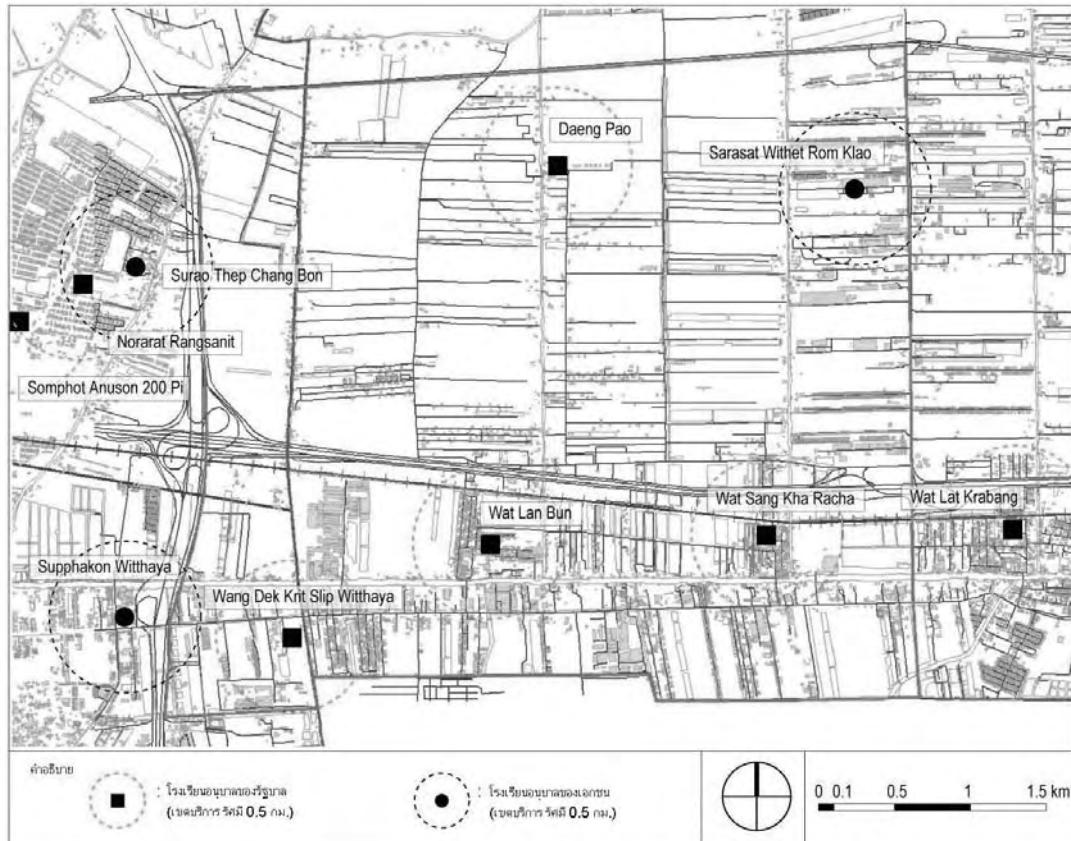 Daeng Pao
Sarasat Withet Rom Klao
Surao Thep Chang Bon
Norarat Rangsanit
Somphot Anuson 200 Pi
Wat Lan Bun
Wat Sang Kha Racha
Wat Lat Krabang
Supphakon Witthaya
Wang Dek Knt Slip Witthaya
คำอธิบาย
: โรงเรียนอนุบาลของรัฐบาล
(เขตบริการ รัศมี 0.5 กม.)
: โรงเรียนอนุบาลของเอกชน
(เขตบริการ รัศมี 0.5 กม.)
0 0.1 0.5 1 1.5 km